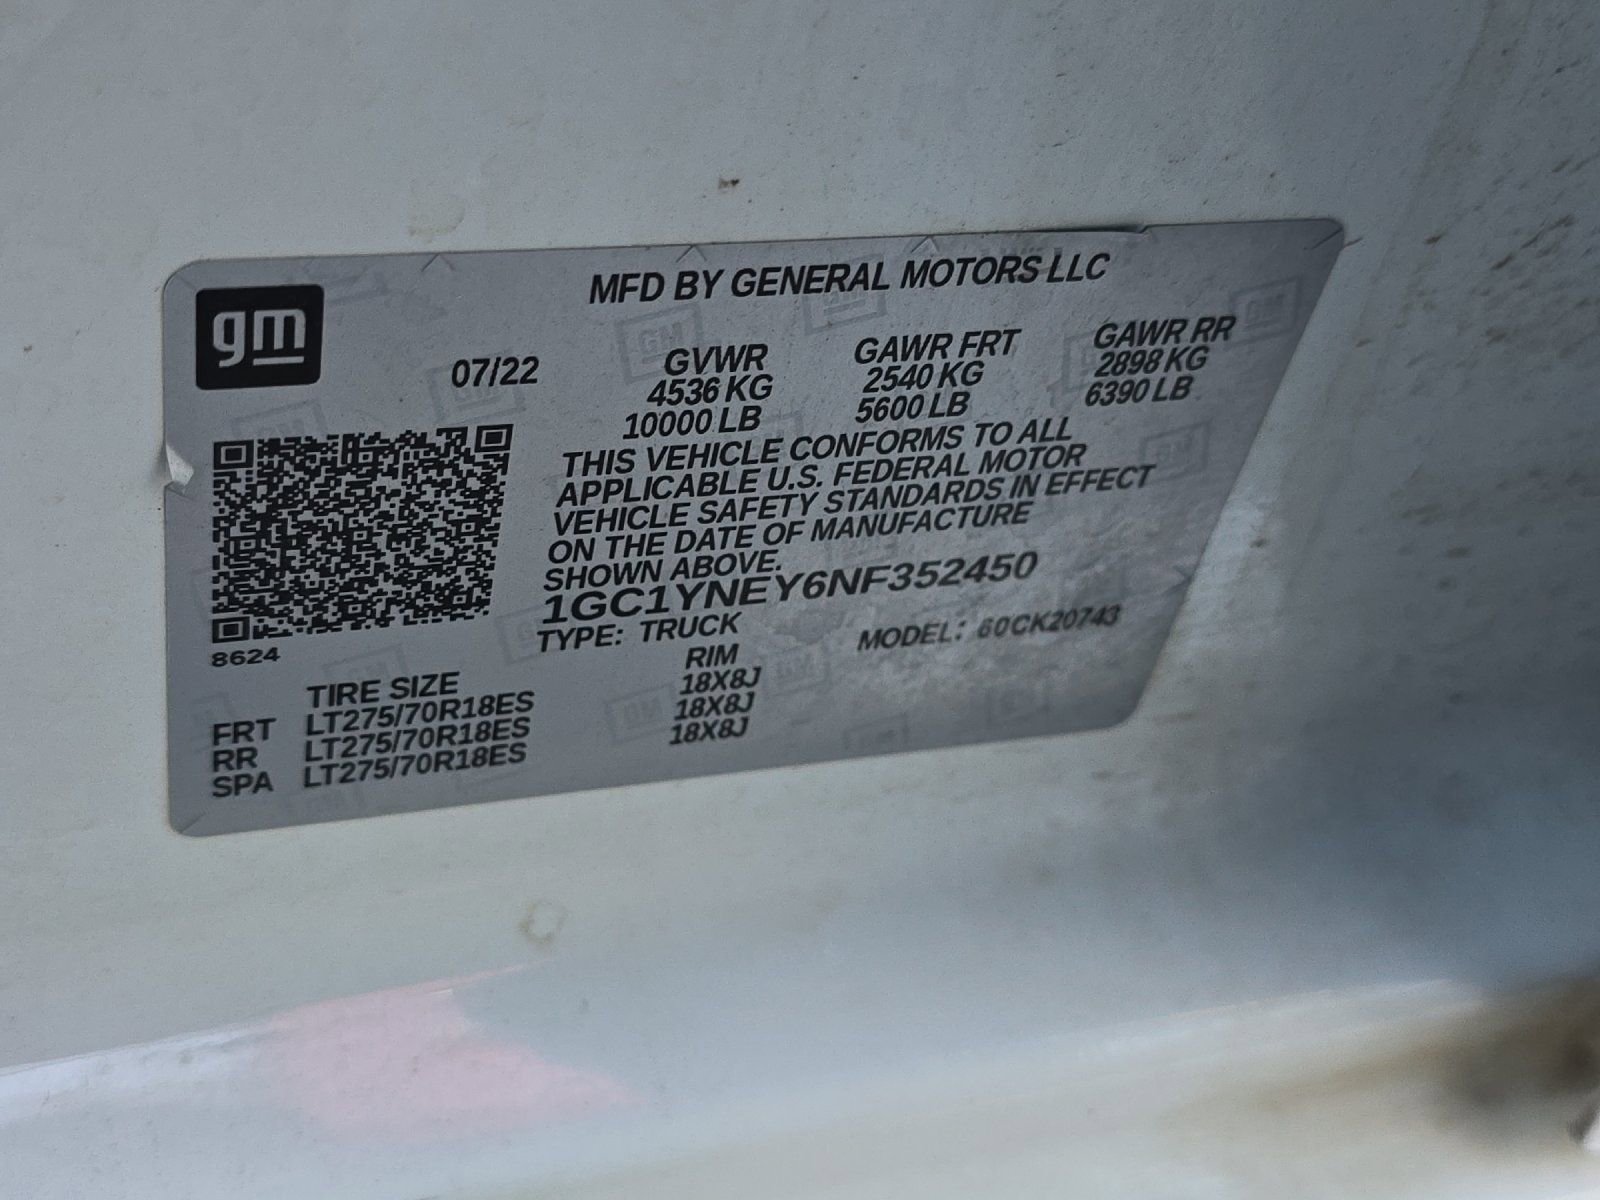 gm
MFD BY GENERAL MOTORS LLC
07/22
GVWR GAWR FRT GAWR RR
4536 KG 2540 KG 2898 KG
10000 LB 5600 LB 6390 LB
THIS VEHICLE CONFORMS TO ALL
APPLICABLE U.S. FEDERAL MOTOR
VEHICLE SAFETY STANDARDS IN EFFECT
ON THE DATE OF MANUFACTURE
SHOWN ABOVE.
1GC1YNEY6NF352450
TYPE: TRUCK MODEL: 60CK20743
8624
TIRE SIZE RIM
FRT LT275/70R18ES 18X8J
RR LT275/70R18ES 18X8J
SPA LT275/70R18ES 18X8J